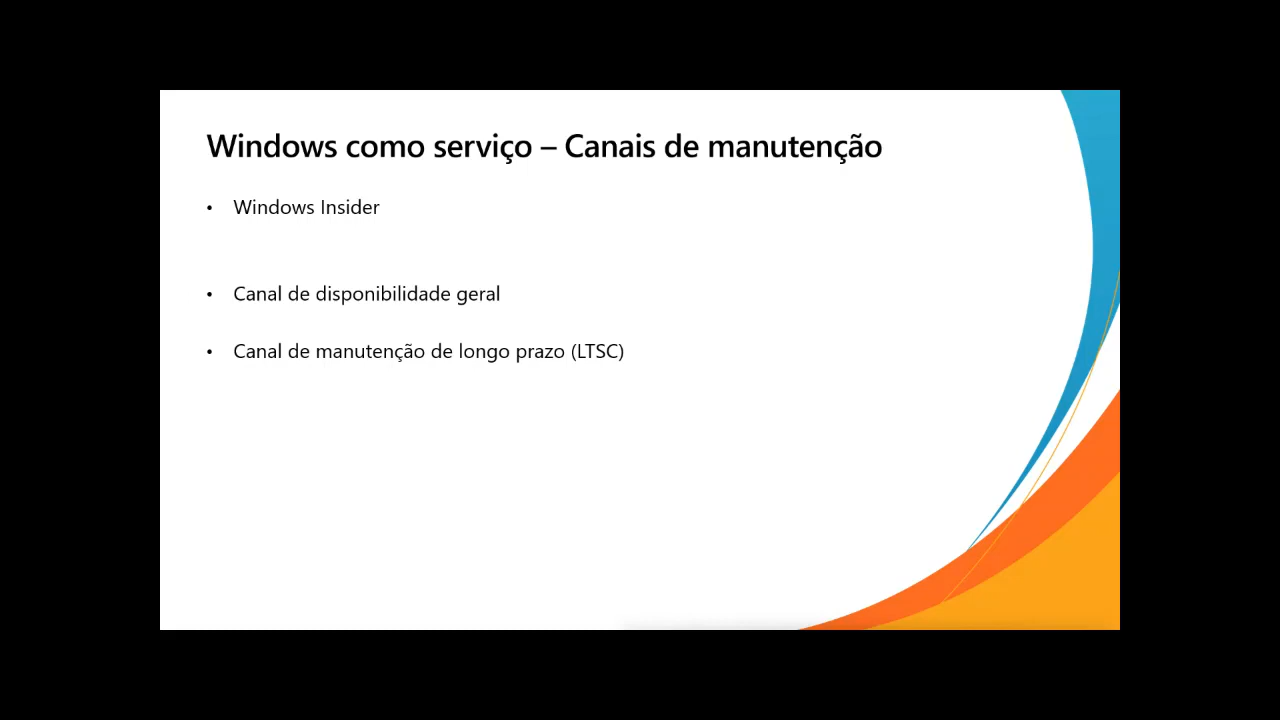 Windows como serviço – Canais de manutenção
• Windows Insider
• Canal de disponibilidade geral
• Canal de manutenção de longo prazo (LTSC)